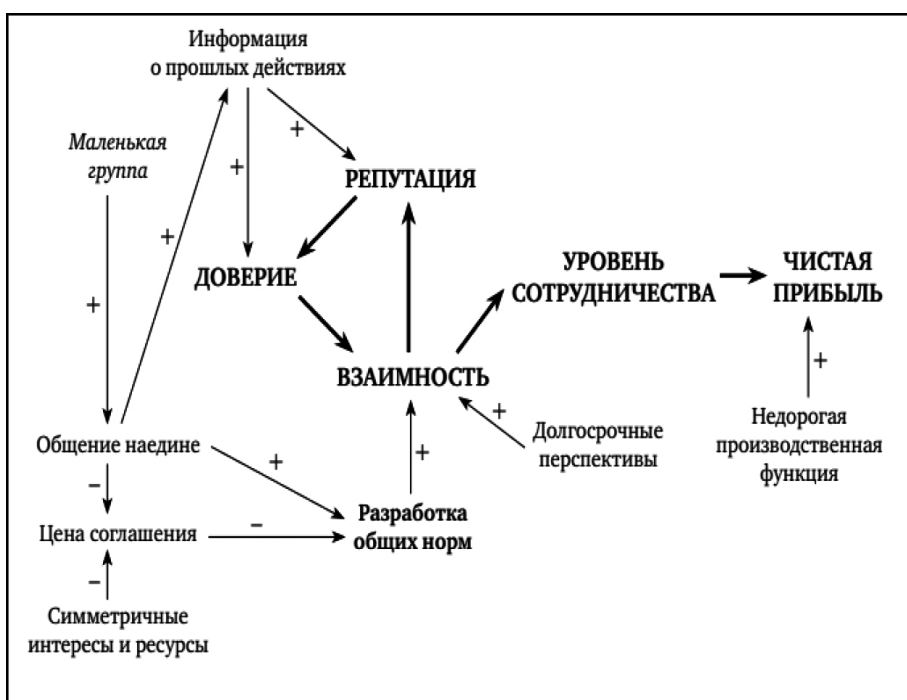 Информация
о прошлых действиях
+
+
Маленькая
группа
РЕПУТАЦИЯ
+
ДОВЕРИЕ
УРОВЕНЬ
СОТРУДНИЧЕСТВА
ЧИСТАЯ
ПРИБЫЛЬ
+
ВЗАИМНОСТЬ
+
+
Общение наедине
+
+
Долгосрочные
перспективы
Недорогая
производственная
функция
–
Цена соглашения
–
Разработка
общих норм
–
Симметричные
интересы и ресурсы